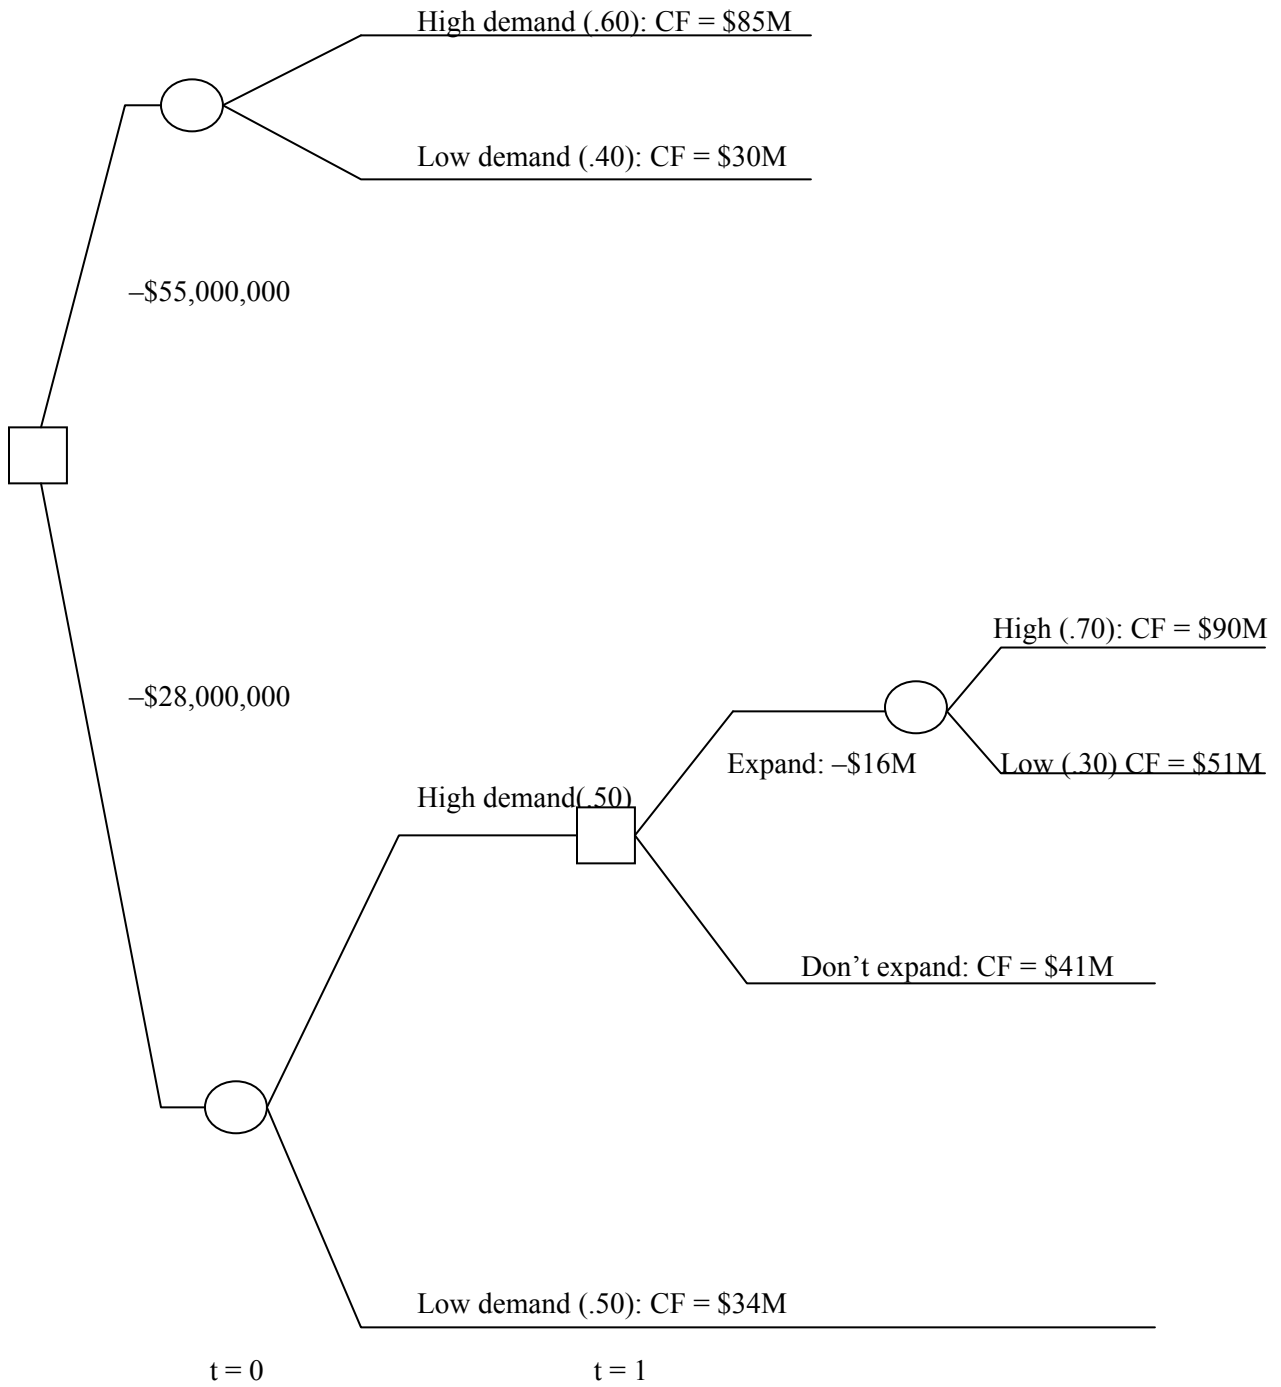 High demand (.60): CF = $85M
Low demand (.40): CF = $30M
–$55,000,000
High (.70): CF = $90M
–$28,000,000
Expand: –$16M
Low (.30) CF = $51M
High demand(.50)
Don’t expand: CF = $41M
Low demand (.50): CF = $34M
t = 0
t = 1